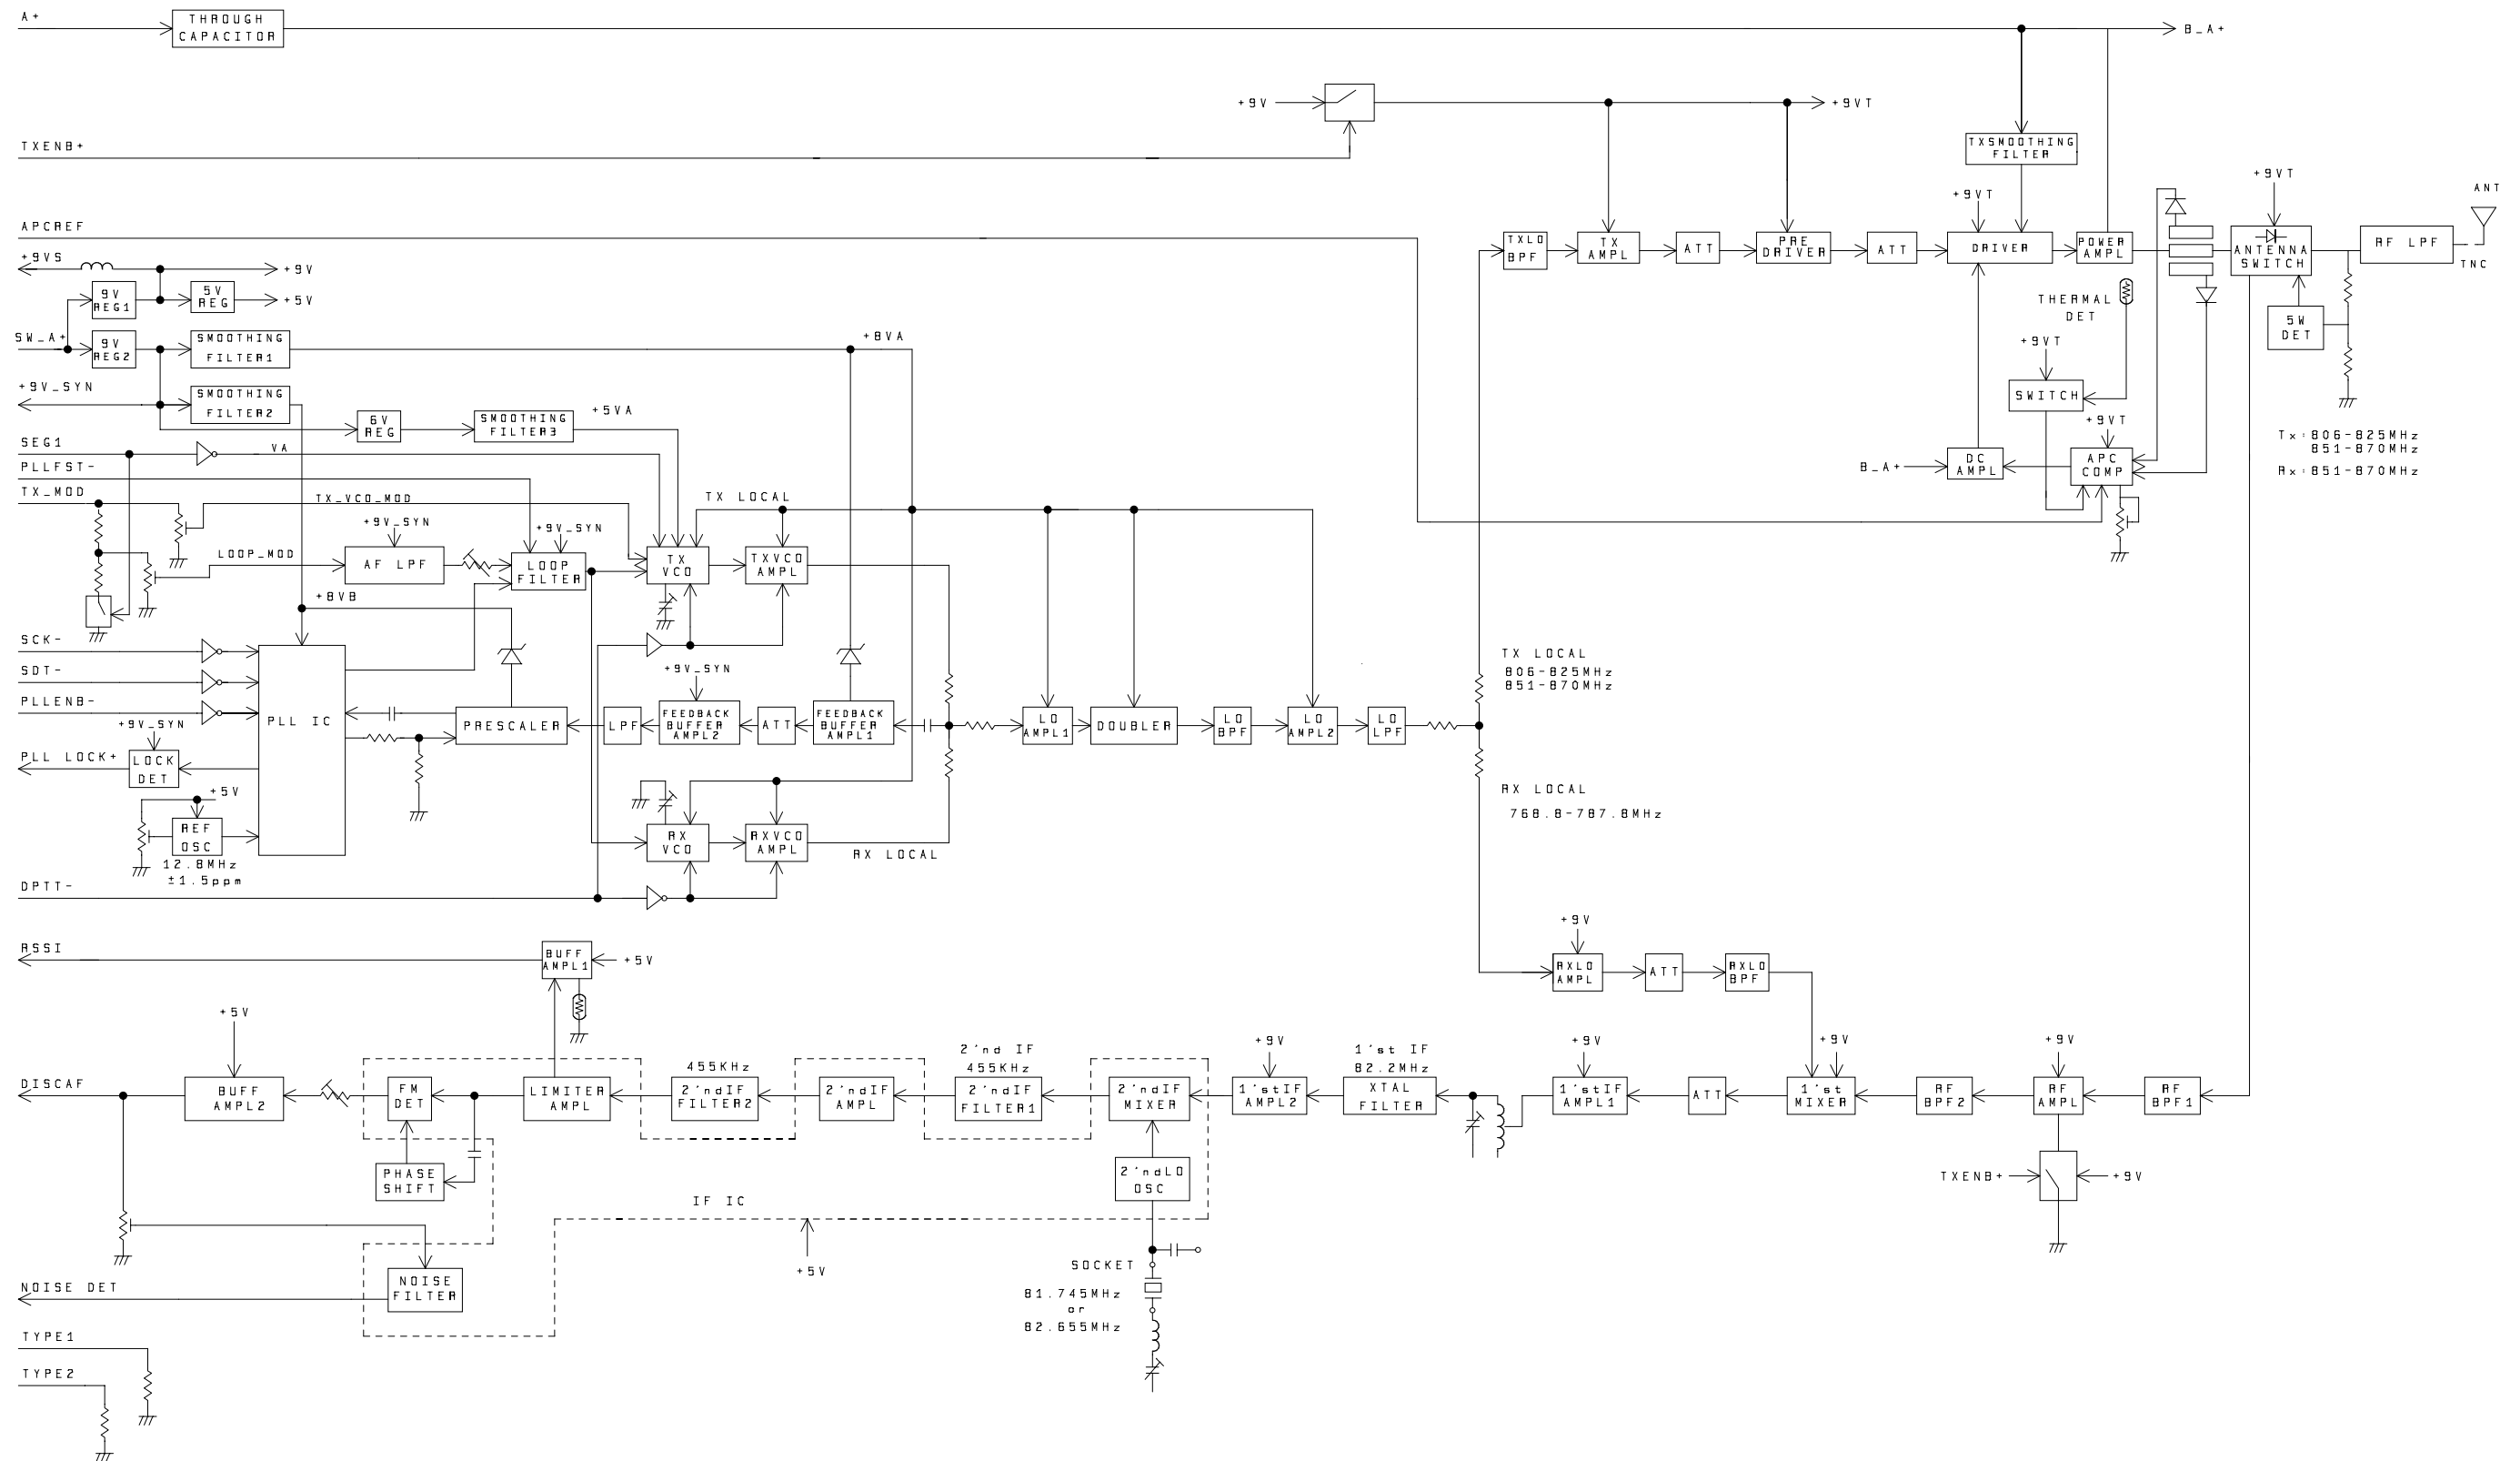 A+
THROUGH
CAPACITOR
B_A+
+9V
+9VT
TXENB+
TXSMOOTHING
FILTER
+9VT
+9VT
ANT
APCREF
TXLO
BPF
TX
AMPL
ATT
PRE
DRIVER
ATT
DRIVER
POWER
AMPL
ANTENNA
SWITCH
RF LPF
TNC
+9VS
+9V
9V
REG1
5V
REG
+5V
THERMAL
DET
5W
DET
SW_A+
9V
REG2
SMOOTHING
FILTER1
+8VA
+9VT
SWITCH
+9V_SYN
SMOOTHING
FILTER2
6V
REG
SMOOTHING
FILTER3
+5VA
+9VT
SEG1
VA
Tx:806-825MHz
851-870MHz
Rx=851-870MHz
B_A+
DC
AMPL
APC
COMP
PLLFST-
TX_MOD
TX_VCO_MOD
TX LOCAL
+9V_SYN
+9V_SYN
LOOP_MOD
AF LPF
LOOP
FILTER
TX
VCO
TXVCO
AMPL
+8VB
SCK-
SDT-
PLLENB-
+9V_SYN
PLL IC
+9V_SYN
TX LOCAL
806-825MHz
851-870MHz
PRESCALER
LPF
FEEDBACK
BUFFER
AMPL2
ATT
FEEDBACK
BUFFER
AMPL1
LO
AMPL1
DOUBLER
LO
BPF
LO
AMPL2
LO
LPF
PLL LOCK+
LOCK
DET
+5V
REF
OSC
12.8MHz
±1.5ppm
RX
VCO
RXVCO
AMPL
RX LOCAL
RX LOCAL
768.8-787.8MHz
DPTT-
+9V
RSSI
BUFF
AMPL1
+5V
RXLO
AMPL
ATT
RXLO
BPF
+5V
455KHz
2'nd IF
455KHz
+9V
1'st IF
82.2MHz
+9V
+9V
+9V
DISCAF
BUFF
AMPL2
FM
DET
LIMITER
AMPL
2'ndIF
FILTER2
2'ndIF
AMPL
2'ndIF
FILTER1
2'ndIF
MIXER
1'stIF
AMPL2
XTAL
FILTER
1'stIF
AMPL1
ATT
1'st
MIXER
RF
BPF2
RF
AMPL
RF
BPF1
PHASE
SHIFT
2'ndLO
OSC
TXENB+
+9V
IF IC
+5V
SOCKET
NOISE DET
NOISE
FILTER
81.745MHz
or
82.655MHz
TYPE1
TYPE2